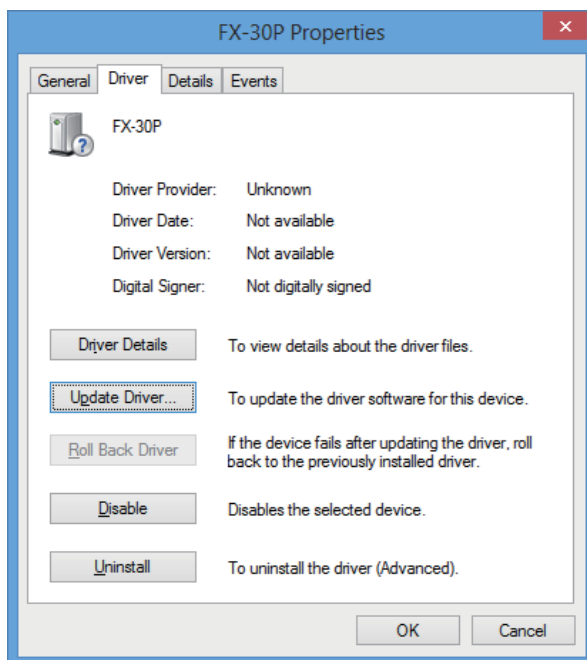 FX-30P Properties
General Driver Details Events
FX-30P
Driver Provider: Unknown
Driver Date: Not available
Driver Version: Not available
Digital Signer: Not digitally signed
Driver Details To view details about the driver files.
Update Driver... To update the driver software for this device.
Roll Back Driver If the device fails after updating the driver, roll
back to the previously installed driver.
Disable Disables the selected device.
Uninstall To uninstall the driver (Advanced).
OK Cancel